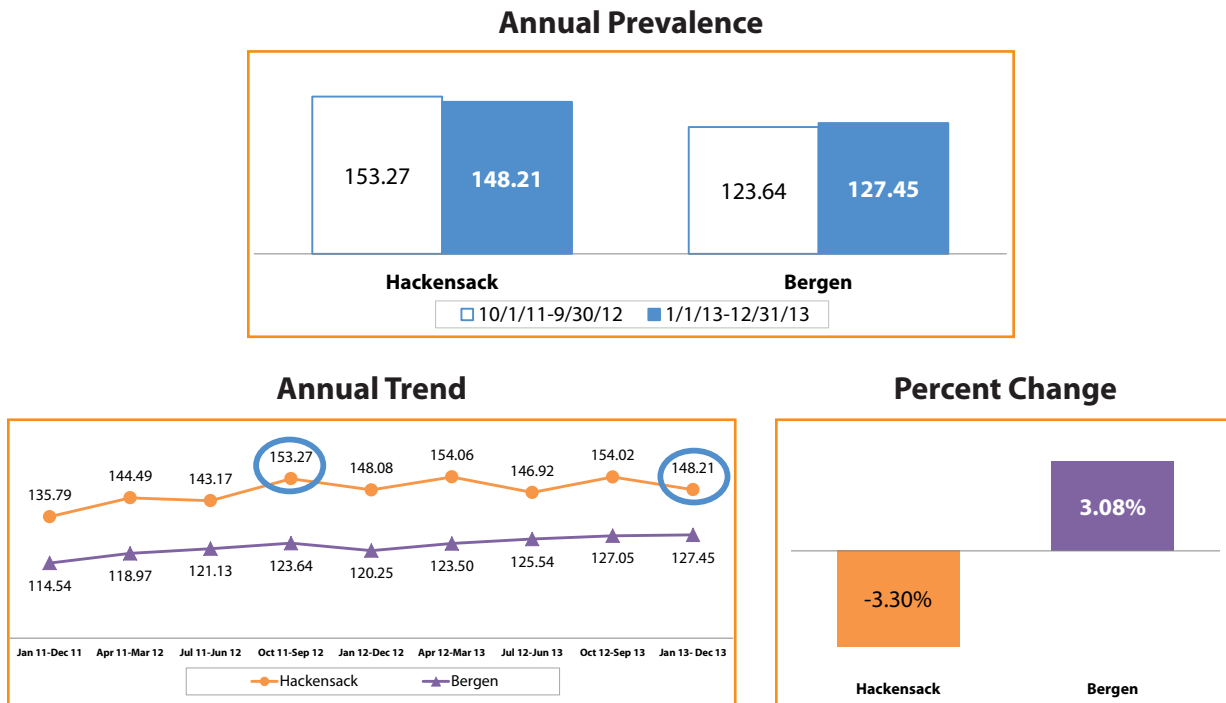 Annual Prevalence
153.27
148.21
123.64
127.45
Hackensack
Bergen
10/1/11-9/30/12
1/1/13-12/31/13
Annual Trend
135.79
144.49
143.17
153.27
148.08
154.06
146.92
154.02
148.21
114.54
118.97
121.13
123.64
120.25
123.50
125.54
127.05
127.45
Jan 11-Dec 11
Apr 11-Mar 12
Jul 11-Jun 12
Oct 11-Sep 12
Jan 12-Dec 12
Apr 12-Mar 13
Jul 12-Jun 13
Oct 12-Sep 13
Jan 13- Dec 13
Hackensack
Bergen
Percent Change
3.08%
-3.30%
Hackensack
Bergen